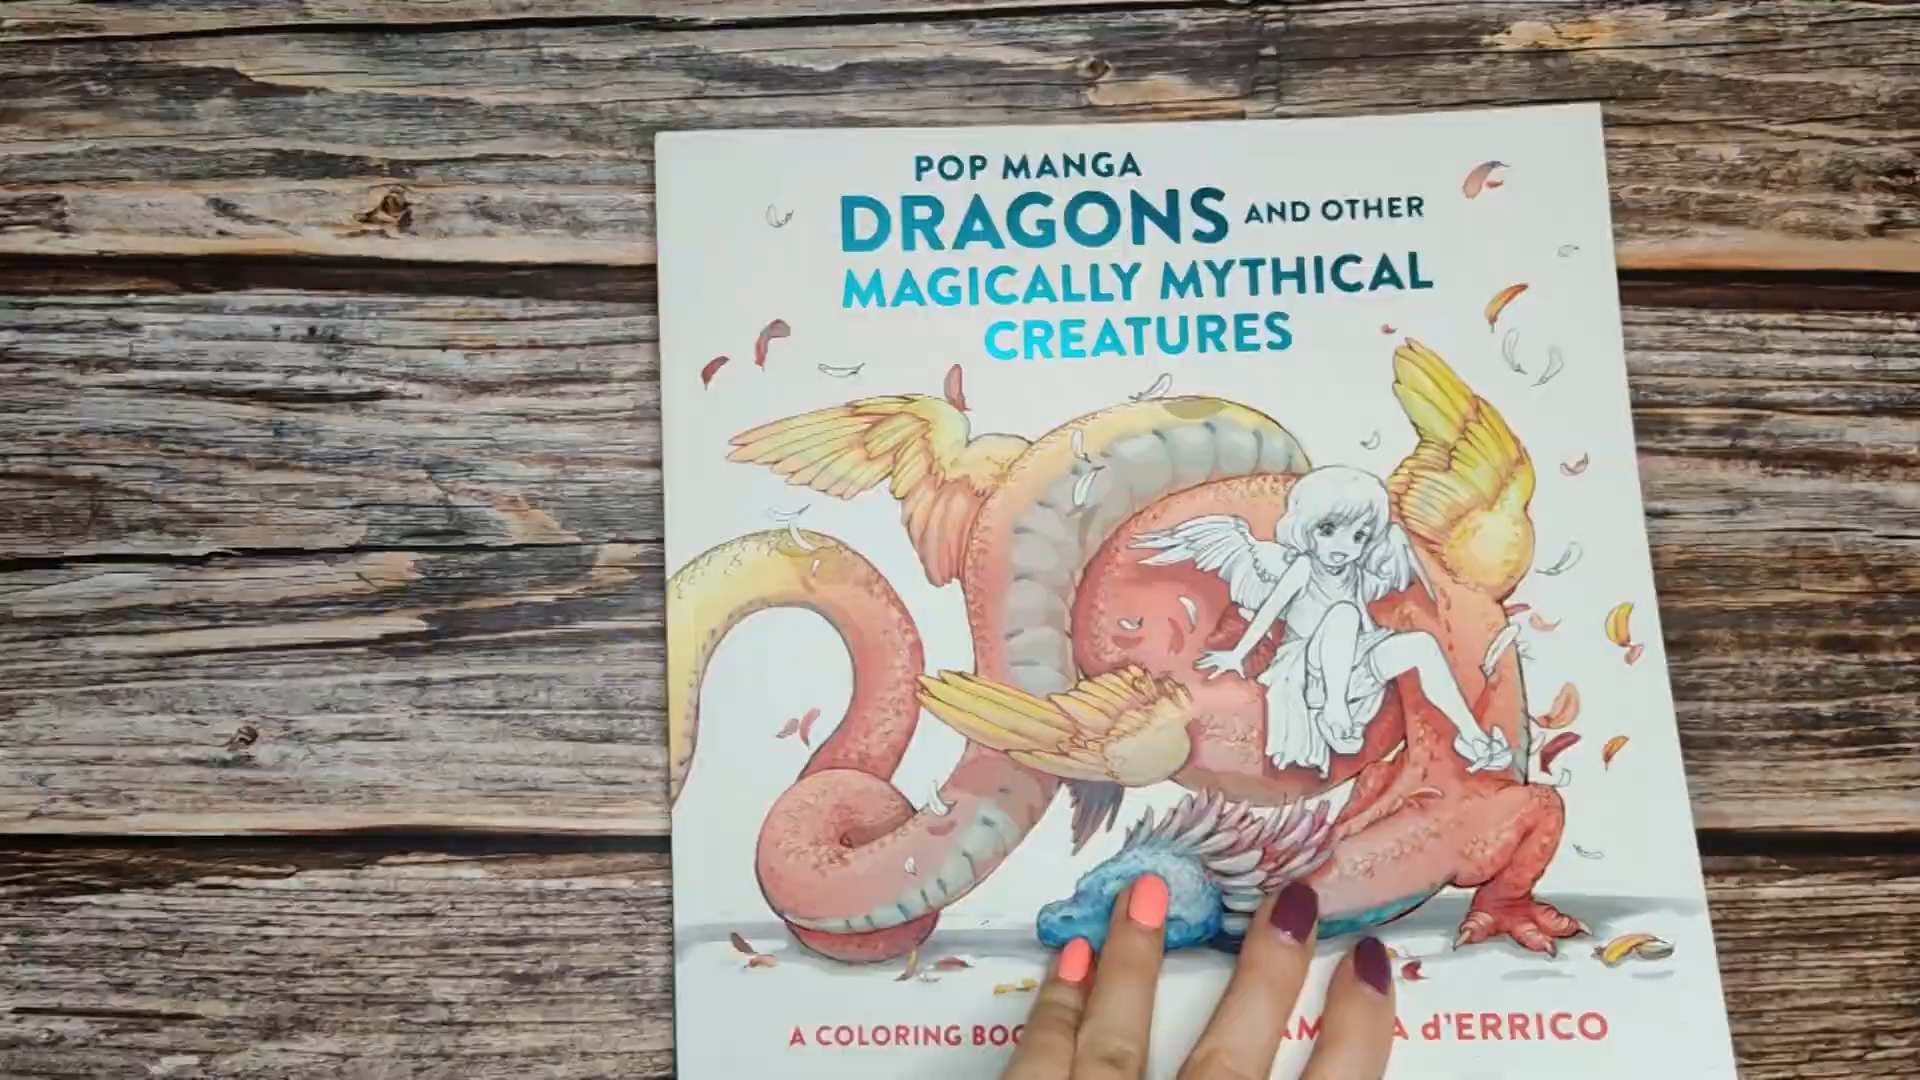 POP MANGA
DRAGONS AND OTHER
MAGICALLY MYTHICAL
CREATURES
A COLORING d'ERRICO